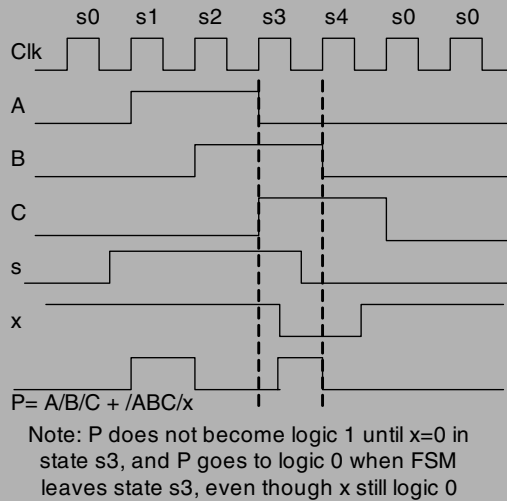 s0 s1 s2 s3 s4 s0 s0
Clk
A
B
C
s
x
P= A/B/C + /ABC/x
Note: P does not become logic 1 until x=0 in
state s3, and P goes to logic 0 when FSM
leaves state s3, even though x still logic 0